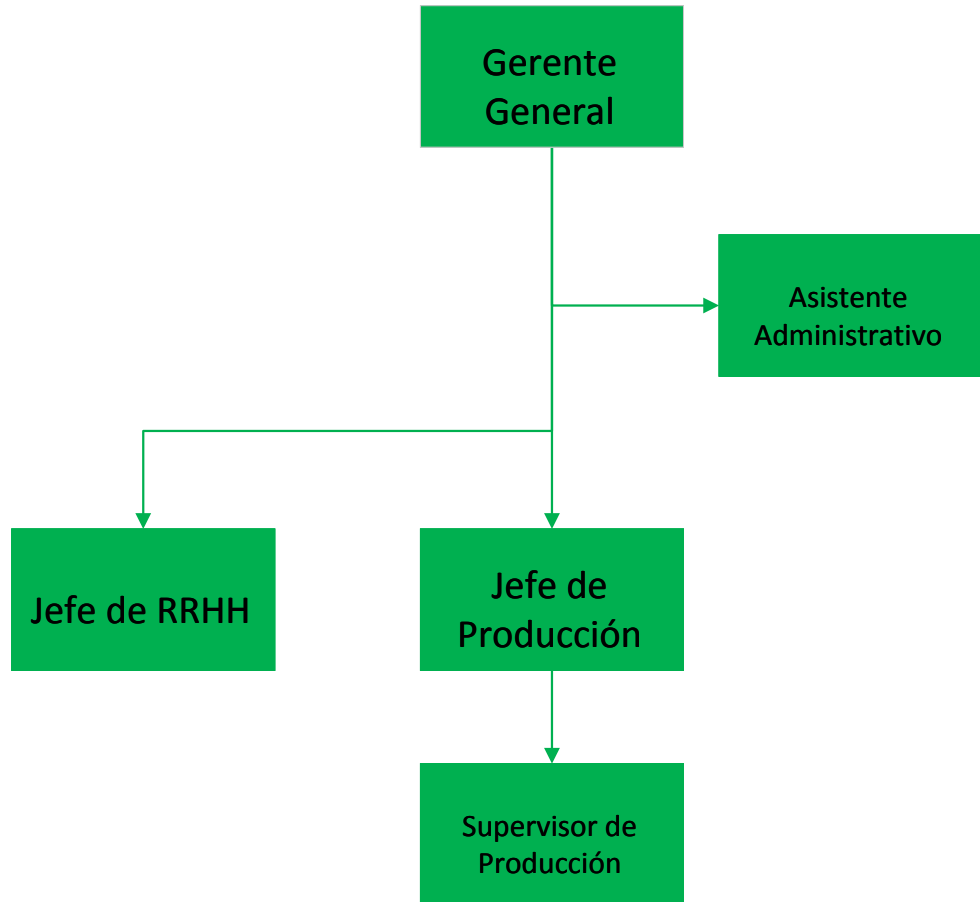 Gerente
General
Asistente
Administrativo
Jefe de RRHH
Jefe de
Producción
Supervisor de
Producción